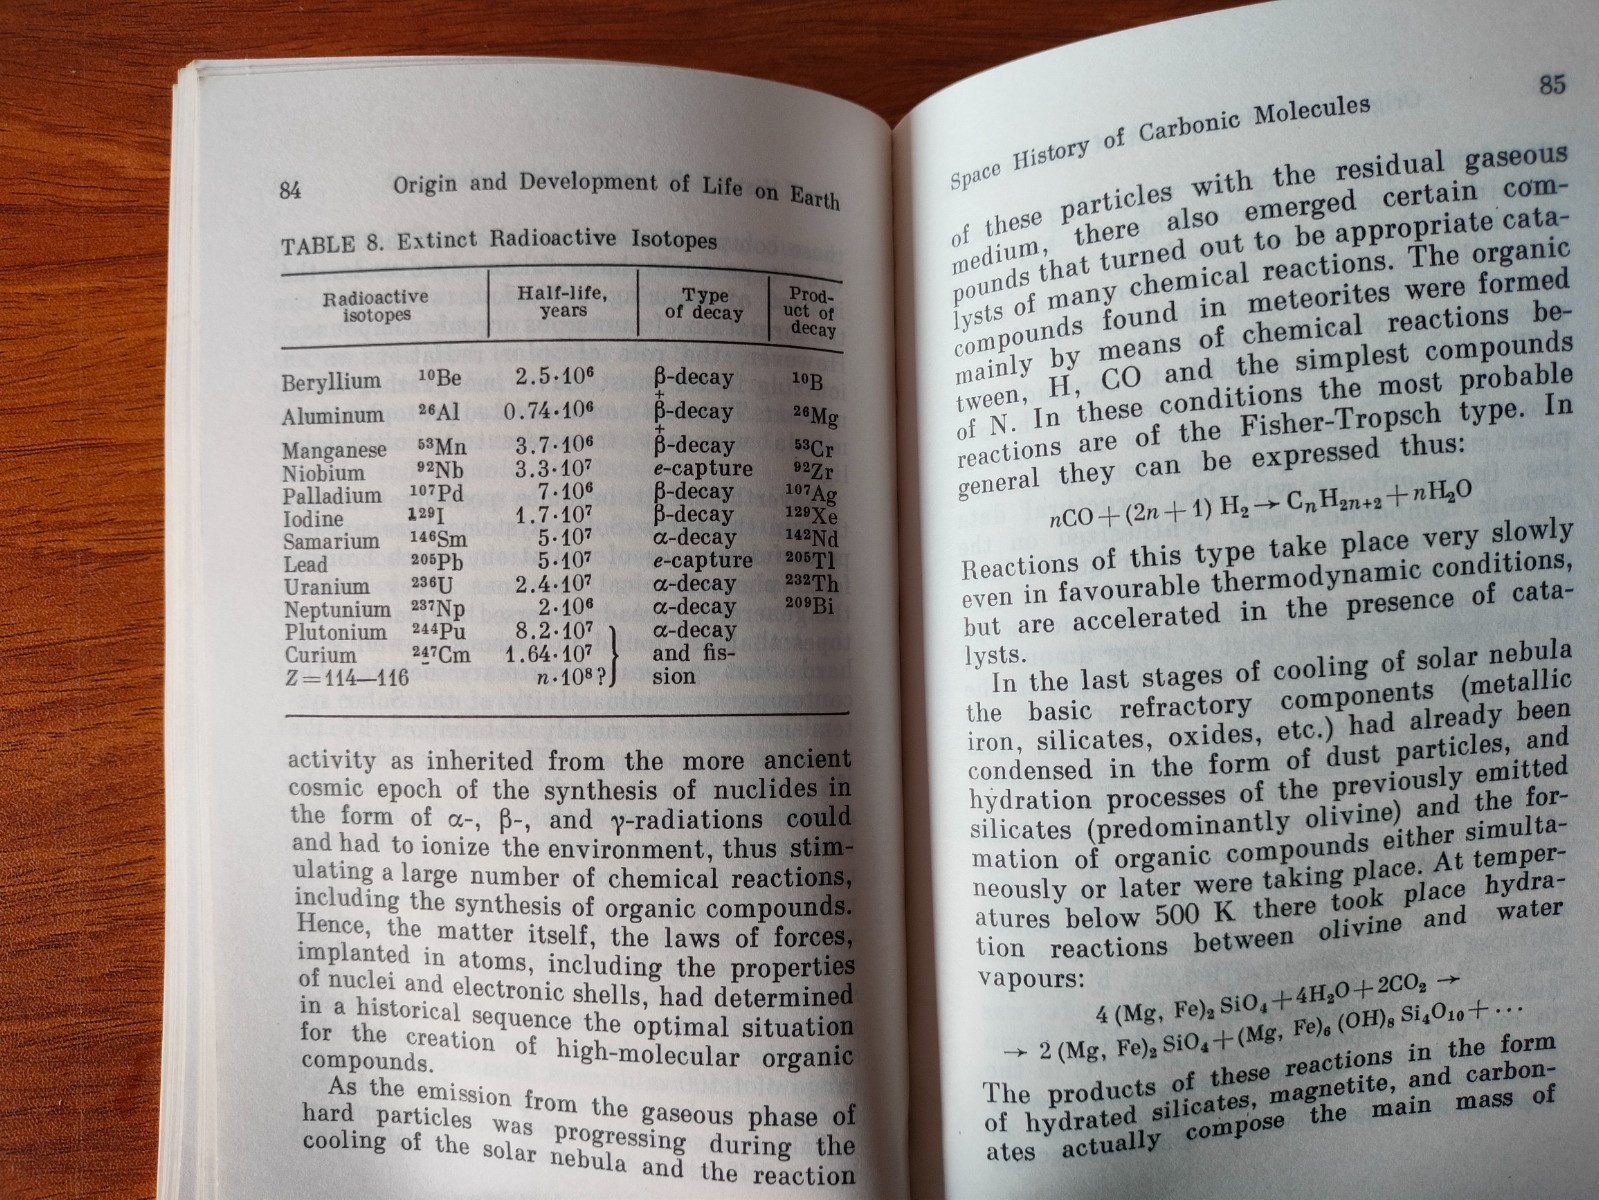 84 Origin and Development of Life on Earth
TABLE 8. Extinct Radioactive Isotopes
Radioactive isotopes | Half-life, years | Type of decay | Prod-uct of decay
Beryllium ¹⁰Be 2.5·10⁶ β-decay ¹⁰B
+
Aluminum ²⁶Al 0.74·10⁶ β-decay ²⁶Mg
+
Manganese ⁵³Mn 3.7·10⁶ β-decay ⁵³Cr
Niobium ⁹²Nb 3.3·10⁷ e-capture ⁹²Zr
Palladium ¹⁰⁷Pd 7·10⁶ β-decay ¹⁰⁷Ag
Iodine ¹²⁹I 1.7·10⁷ β-decay ¹²⁹Xe
Samarium ¹⁴⁶Sm 5·10⁷ α-decay ¹⁴²Nd
Lead ²⁰⁵Pb 5·10⁷ e-capture ²⁰⁵Tl
Uranium ²³⁶U 2.4·10⁷ α-decay ²³²Th
Neptunium ²³⁷Np 2·10⁶ α-decay ²⁰⁹Bi
Plutonium ²⁴⁴Pu 8.2·10⁷ α-decay
Curium ²⁴⁷Cm 1.64·10⁷ and fis-
Z=114—116 n·10⁸? sion
activity as inherited from the more ancient
cosmic epoch of the synthesis of nuclides in
the form of α-, β-, and γ-radiations could
and had to ionize the environment, thus stim-
ulating a large number of chemical reactions,
including the synthesis of organic compounds.
Hence, the matter itself, the laws of forces,
implanted in atoms, including the properties
of nuclei and electronic shells, had determined
in a historical sequence the optimal situation
for the creation of high-molecular organic
compounds.
As the emission from the gaseous phase of
hard particles was progressing during the
cooling of the solar nebula and the reaction
Space History of Carbonic Molecules 85
of these particles with the residual gaseous
medium, there also emerged certain com-
pounds that turned out to be appropriate cata-
lysts of many chemical reactions. The organic
compounds found in meteorites were formed
mainly by means of chemical reactions be-
tween, H, CO and the simplest compounds
of N. In these conditions the most probable
reactions are of the Fisher-Tropsch type. In
general they can be expressed thus:
nCO+(2n+1) H₂→CₙH₂ₙ₊₂+nH₂O
Reactions of this type take place very slowly
even in favourable thermodynamic conditions,
but are accelerated in the presence of cata-
lysts.
In the last stages of cooling of solar nebula
the basic refractory components (metallic
iron, silicates, oxides, etc.) had already been
condensed in the form of dust particles, and
hydration processes of the previously emitted
silicates (predominantly olivine) and the for-
mation of organic compounds either simulta-
neously or later were taking place. At temper-
atures below 500 K there took place hydra-
tion reactions between olivine and water
vapours:
4 (Mg, Fe)₂ SiO₄+4H₂O+2CO₂ →
→ 2 (Mg, Fe)₂ SiO₄+(Mg, Fe)₆ (OH)₈ Si₄O₁₀+...
The products of these reactions in the form
of hydrated silicates, magnetite, and carbon-
ates actually compose the main mass of